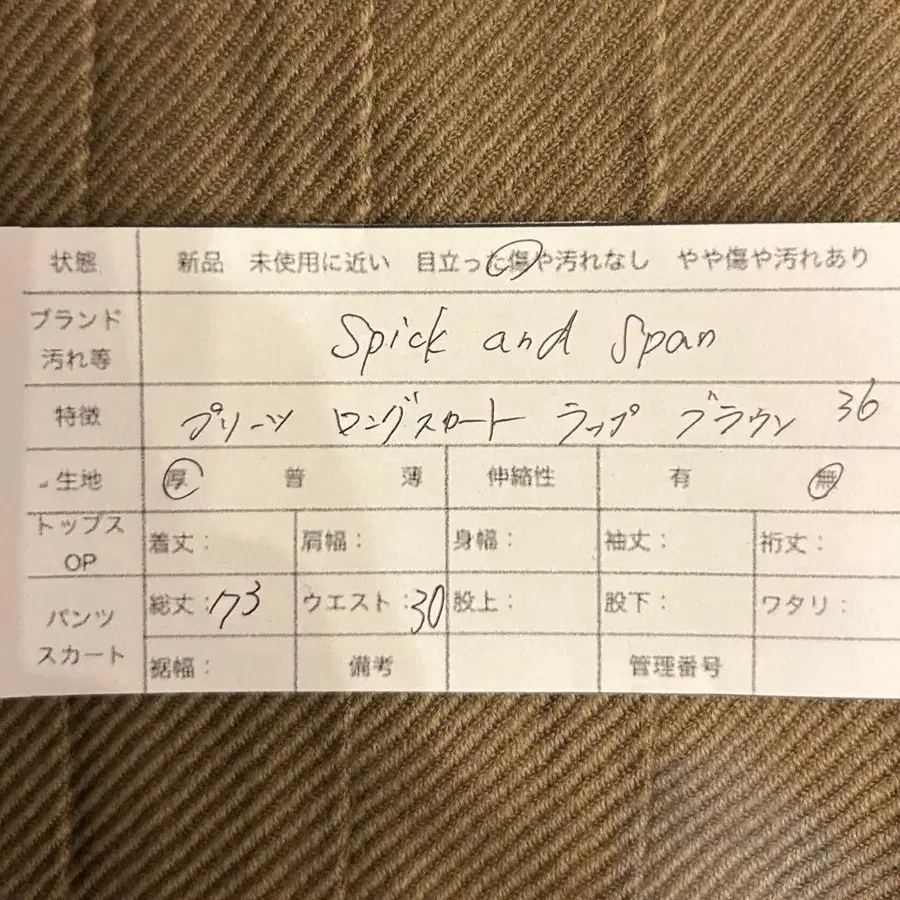 状態 新品 未使用に近い 目立った傷や汚れなし やや傷や汚れあり
ブランド
汚れ等
Spick and Span
特徴 プリーツ ロングスカート ラップ ブラウン 36
生地 厚 普 薄 伸縮性 有 無
トップス
OP
着丈： 肩幅： 身幅： 袖丈： 裄丈：
パンツ
スカート
総丈：73 ウエスト：30 股上： 股下： ワタリ：
裾幅： 備考 管理番号